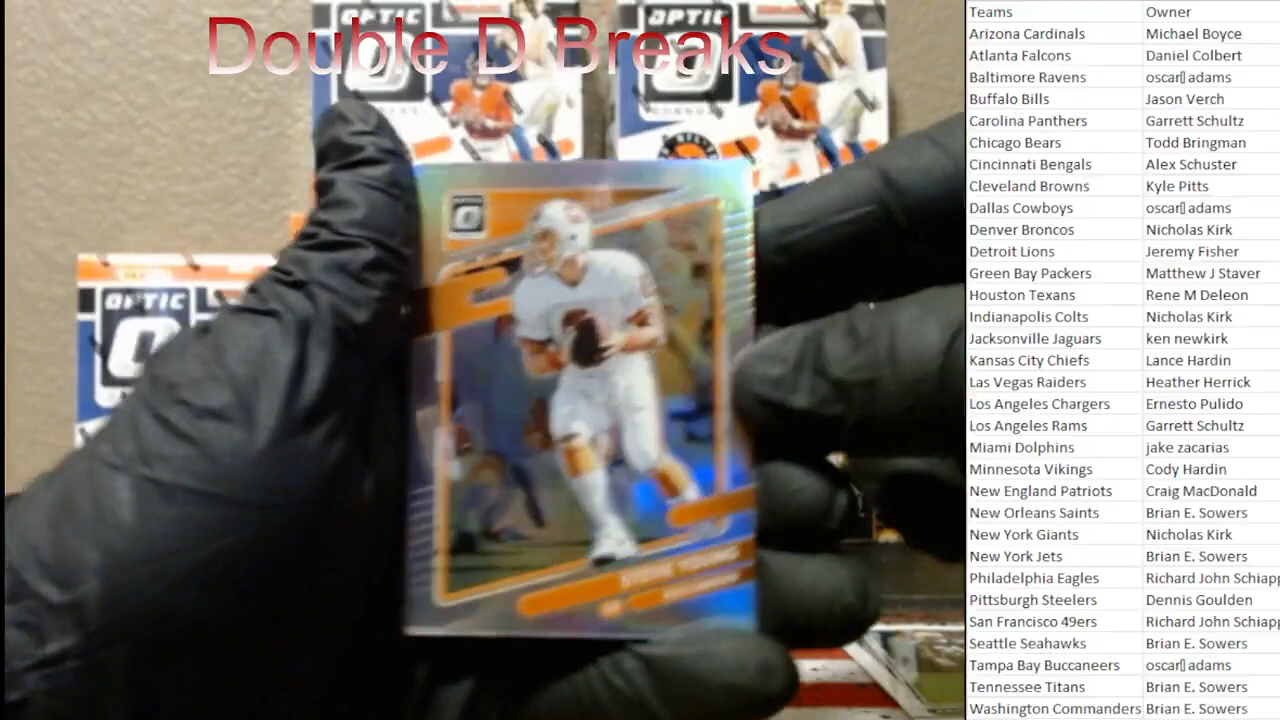 Double D Breaks
OPTIC
OPTIC
OPTIC
OPTIC
Teams Owner
Arizona Cardinals Michael Boyce
Atlanta Falcons Daniel Colbert
Baltimore Ravens oscar▯ adams
Buffalo Bills Jason Verch
Carolina Panthers Garrett Schultz
Chicago Bears Todd Bringman
Cincinnati Bengals Alex Schuster
Cleveland Browns Kyle Pitts
Dallas Cowboys oscar▯ adams
Denver Broncos Nicholas Kirk
Detroit Lions Jeremy Fisher
Green Bay Packers Matthew J Staver
Houston Texans Rene M Deleon
Indianapolis Colts Nicholas Kirk
Jacksonville Jaguars ken newkirk
Kansas City Chiefs Lance Hardin
Las Vegas Raiders Heather Herrick
Los Angeles Chargers Ernesto Pulido
Los Angeles Rams Garrett Schultz
Miami Dolphins jake zacarias
Minnesota Vikings Cody Hardin
New England Patriots Craig MacDonald
New Orleans Saints Brian E. Sowers
New York Giants Nicholas Kirk
New York Jets Brian E. Sowers
Philadelphia Eagles Richard John Schiapp
Pittsburgh Steelers Dennis Goulden
San Francisco 49ers Richard John Schiapp
Seattle Seahawks Brian E. Sowers
Tampa Bay Buccaneers oscar▯ adams
Tennessee Titans Brian E. Sowers
Washington Commanders Brian E. Sowers